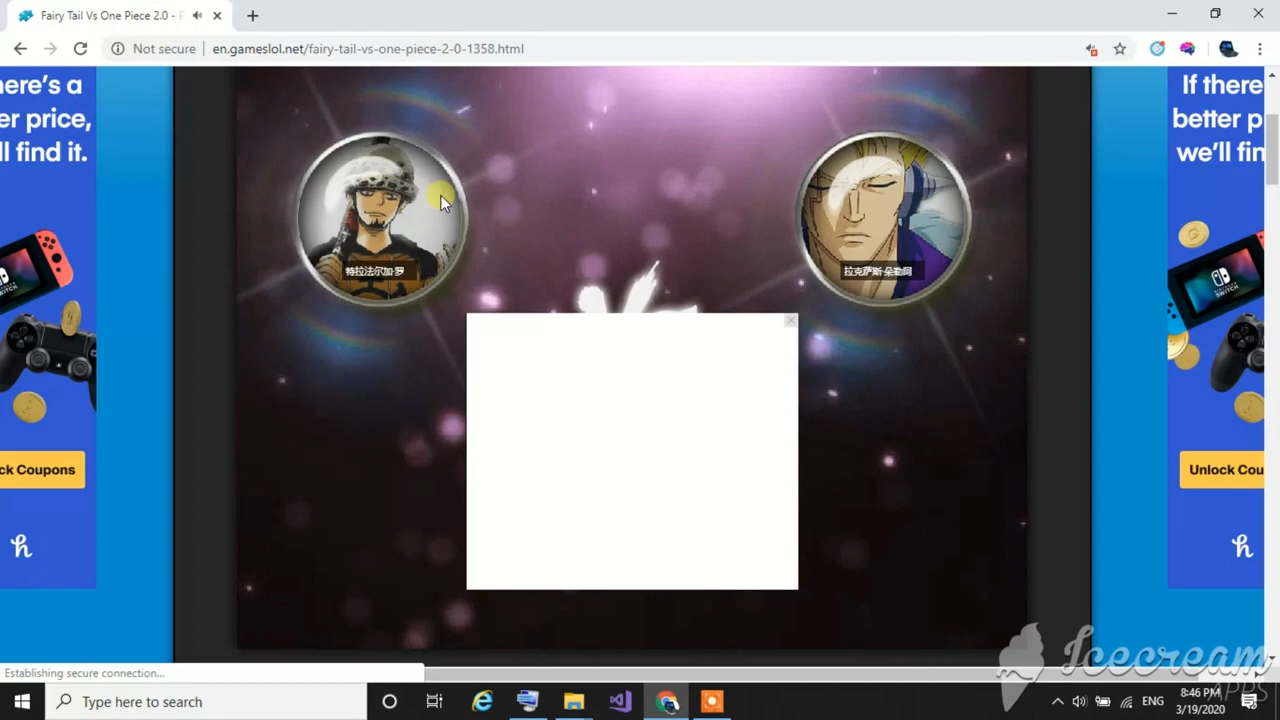 Fairy Tail Vs One Piece 2.0 -
Not secure
en.gameslol.net/fairy-tail-vs-one-piece-2-0-1358.html
here's a
er price,
ll find it.
ck Coupons
h
特拉法尔加·罗
拉克萨斯·朵勒阿
If there
better p
we'll fin
Unlock Cou
h
Establishing secure connection...
Icecream
APPS
Type here to search
ENG
8:46 PM
3/19/2020